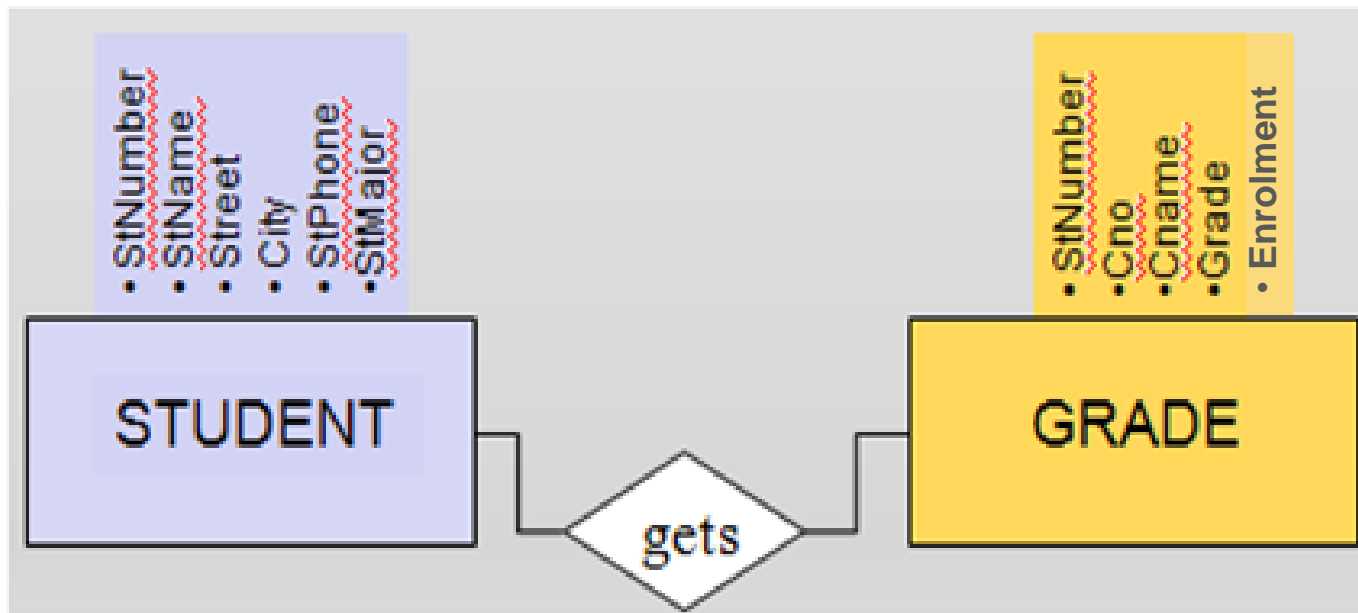 • StNumber
• StName
• Street
• City
• StPhone
• StMajor
STUDENT
gets
• StNumber
• Cno
• Cname
• Grade
• Enrolment
GRADE